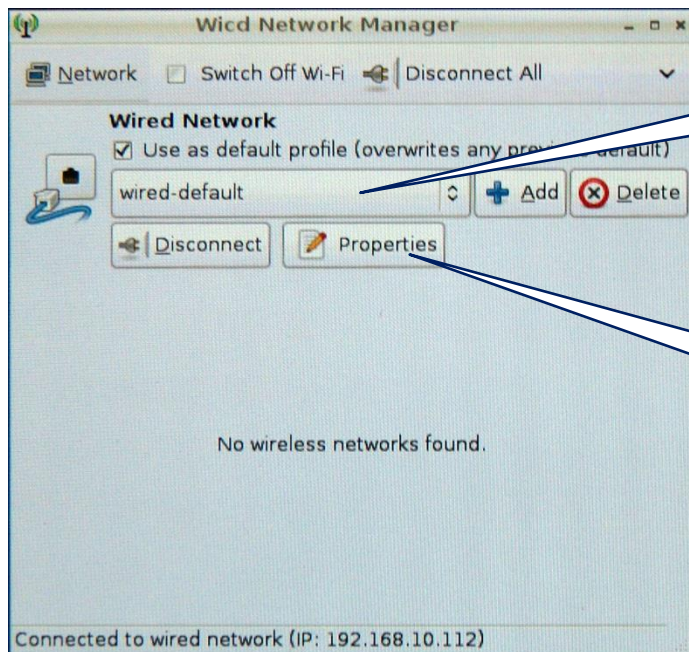 Wicd Network Manager
Network Switch Off Wi-Fi Disconnect All
Wired Network
Use as default profile (overwrites any default)
wired-default Add Delete
Disconnect Properties
No wireless networks found.
Connected to wired network (IP: 192.168.10.112)